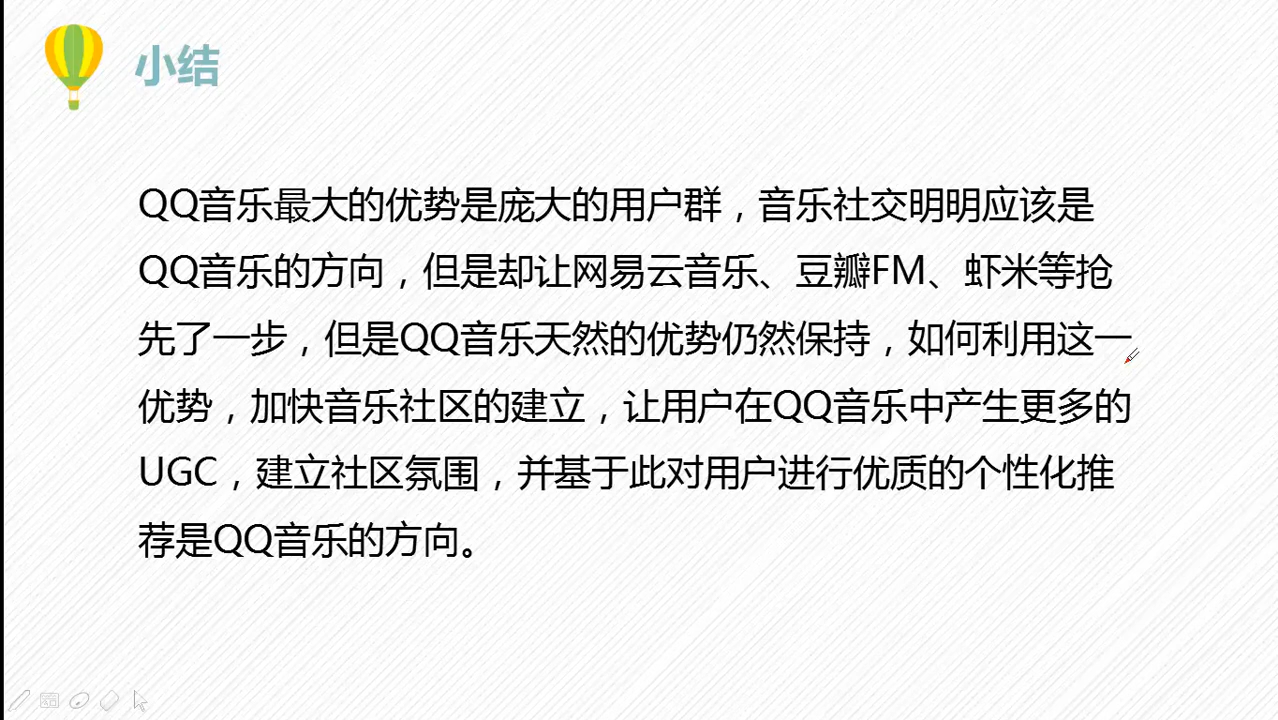 小结
QQ音乐最大的优势是庞大的用户群，音乐社交明明应该是
QQ音乐的方向，但是却让网易云音乐、豆瓣FM、虾米等抢
先了一步，但是QQ音乐天然的优势仍然保持，如何利用这一
优势，加快音乐社区的建立，让用户在QQ音乐中产生更多的
UGC，建立社区氛围，并基于此对用户进行优质的个性化推
荐是QQ音乐的方向。